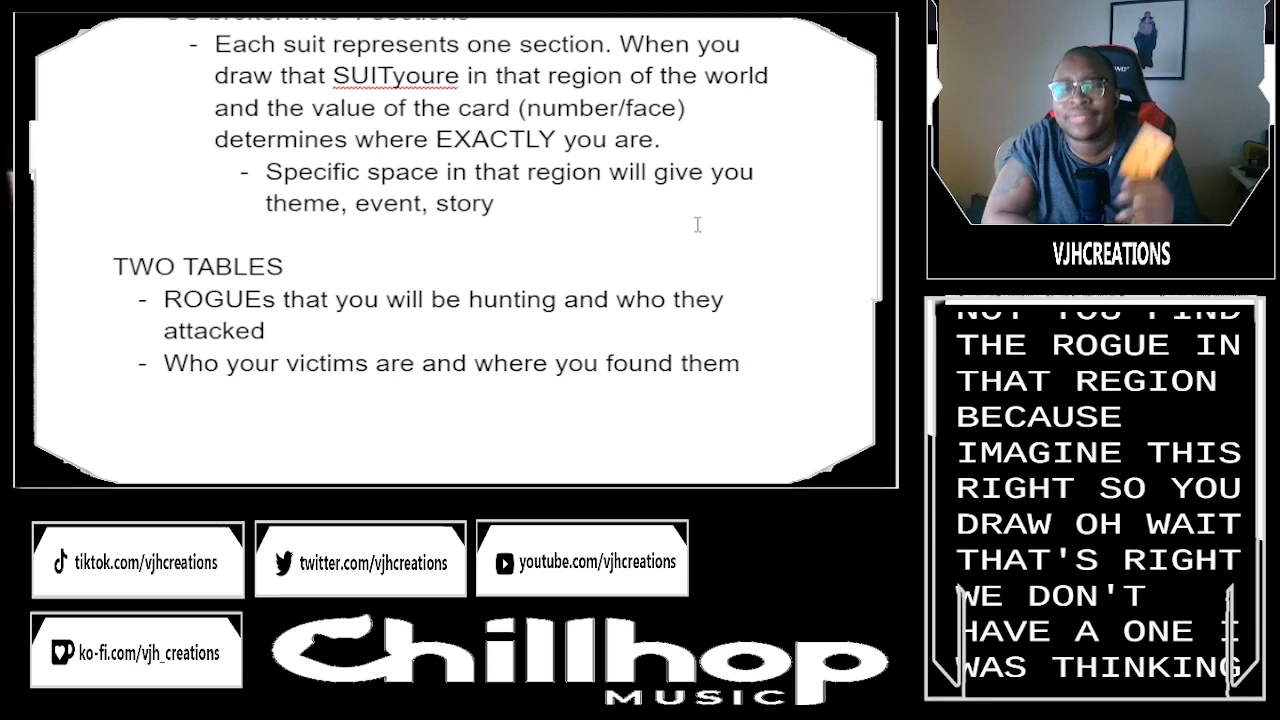 - Each suit represents one section. When you
draw that SUITyoure in that region of the world
and the value of the card (number/face)
determines where EXACTLY you are.
- Specific space in that region will give you
theme, event, story
TWO TABLES
- ROGUEs that you will be hunting and who they
attacked
- Who your victims are and where you found them
VJHCREATIONS
NOT YOU FIND
THE ROGUE IN
THAT REGION
BECAUSE
IMAGINE THIS
RIGHT SO YOU
DRAW OH WAIT
THAT'S RIGHT
WE DON'T
HAVE A ONE I
WAS THINKING
tiktok.com/vjhcreations
twitter.com/vjhcreations
youtube.com/vjhcreations
ko-fi.com/vjh_creations
Chillhop
MUSIC